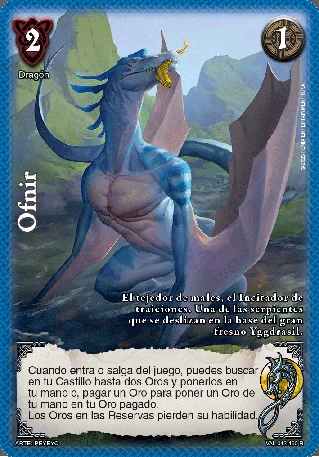 2
1
Dragón
Ofnir
El tejedor de males, el Incitador de
traiciones. Una de las serpientes
que se deslizan en la base del gran
fresno Yggdrasil.
Cuando entra o salga del juego, puedes buscar
en tu Castillo hasta dos Oros y ponerlos en
tu mano o, pagar un Oro para poner un Oro de
tu mano en tu Oro pagado.
Los Oros en las Reservas pierden su habilidad.